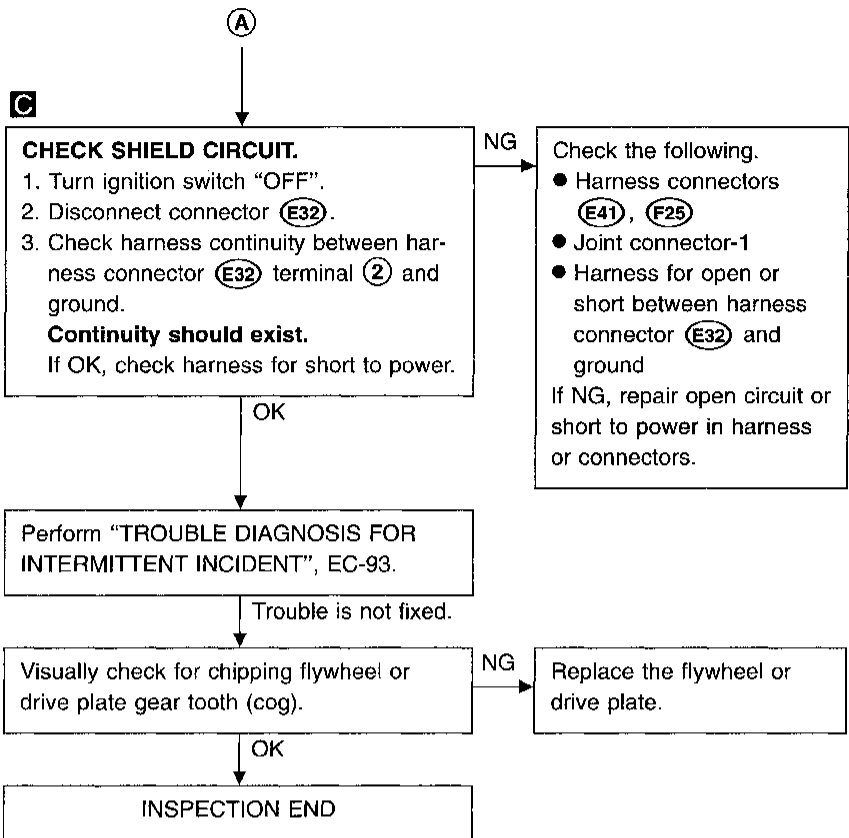 A
C
CHECK SHIELD CIRCUIT.
1. Turn ignition switch “OFF”.
2. Disconnect connector E32.
3. Check harness continuity between har-
ness connector E32 terminal 2 and
ground.
Continuity should exist.
If OK, check harness for short to power.
NG
Check the following.
● Harness connectors
E41, F25
● Joint connector-1
● Harness for open or
short between harness
connector E32 and
ground
If NG, repair open circuit or
short to power in harness
or connectors.
OK
Perform “TROUBLE DIAGNOSIS FOR
INTERMITTENT INCIDENT”, EC-93.
Trouble is not fixed.
Visually check for chipping flywheel or
drive plate gear tooth (cog).
NG
Replace the flywheel or
drive plate.
OK
INSPECTION END